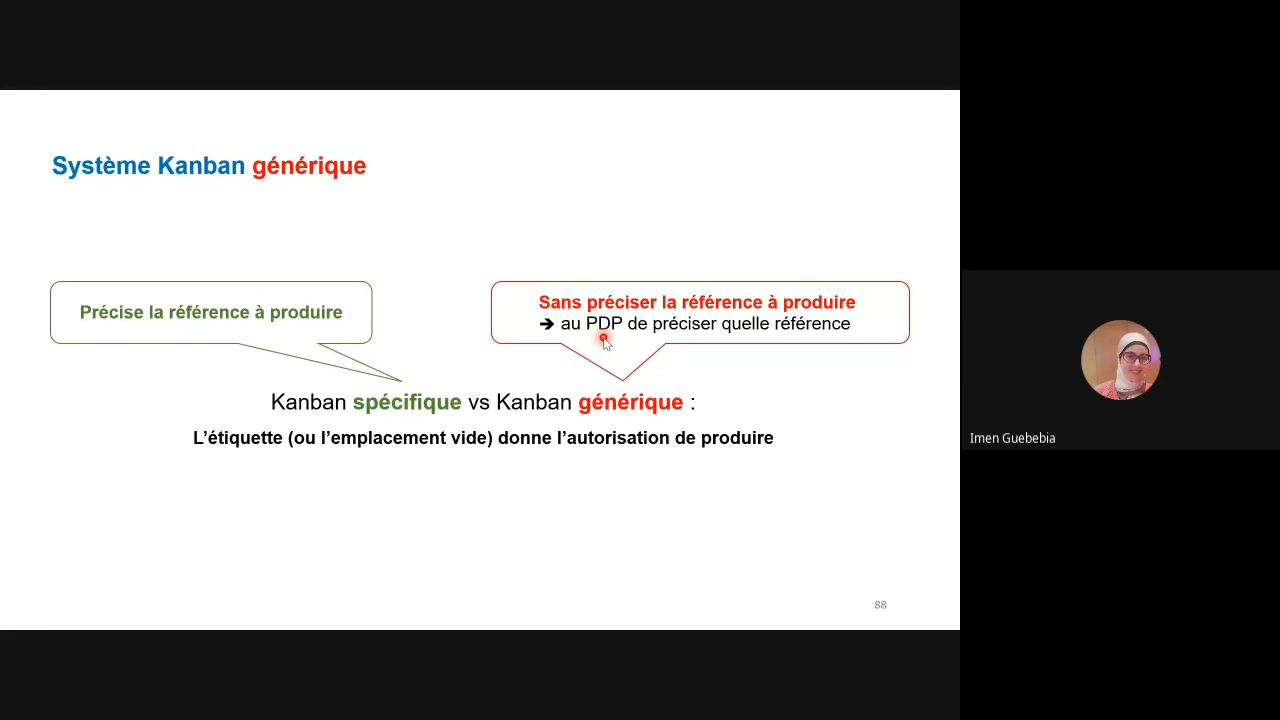 Système Kanban générique
Précise la référence à produire
Sans préciser la référence à produire
➔ au PDP de préciser quelle référence
Kanban spécifique vs Kanban générique :
L’étiquette (ou l’emplacement vide) donne l’autorisation de produire
88
Imen Guebebia